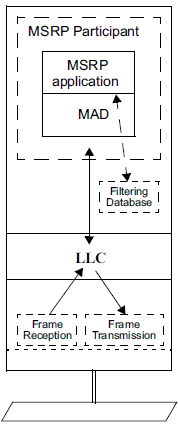 MSRP Participant
MSRP
application
MAD
Filtering
Database
LLC
Frame
Reception
Frame
Transmission